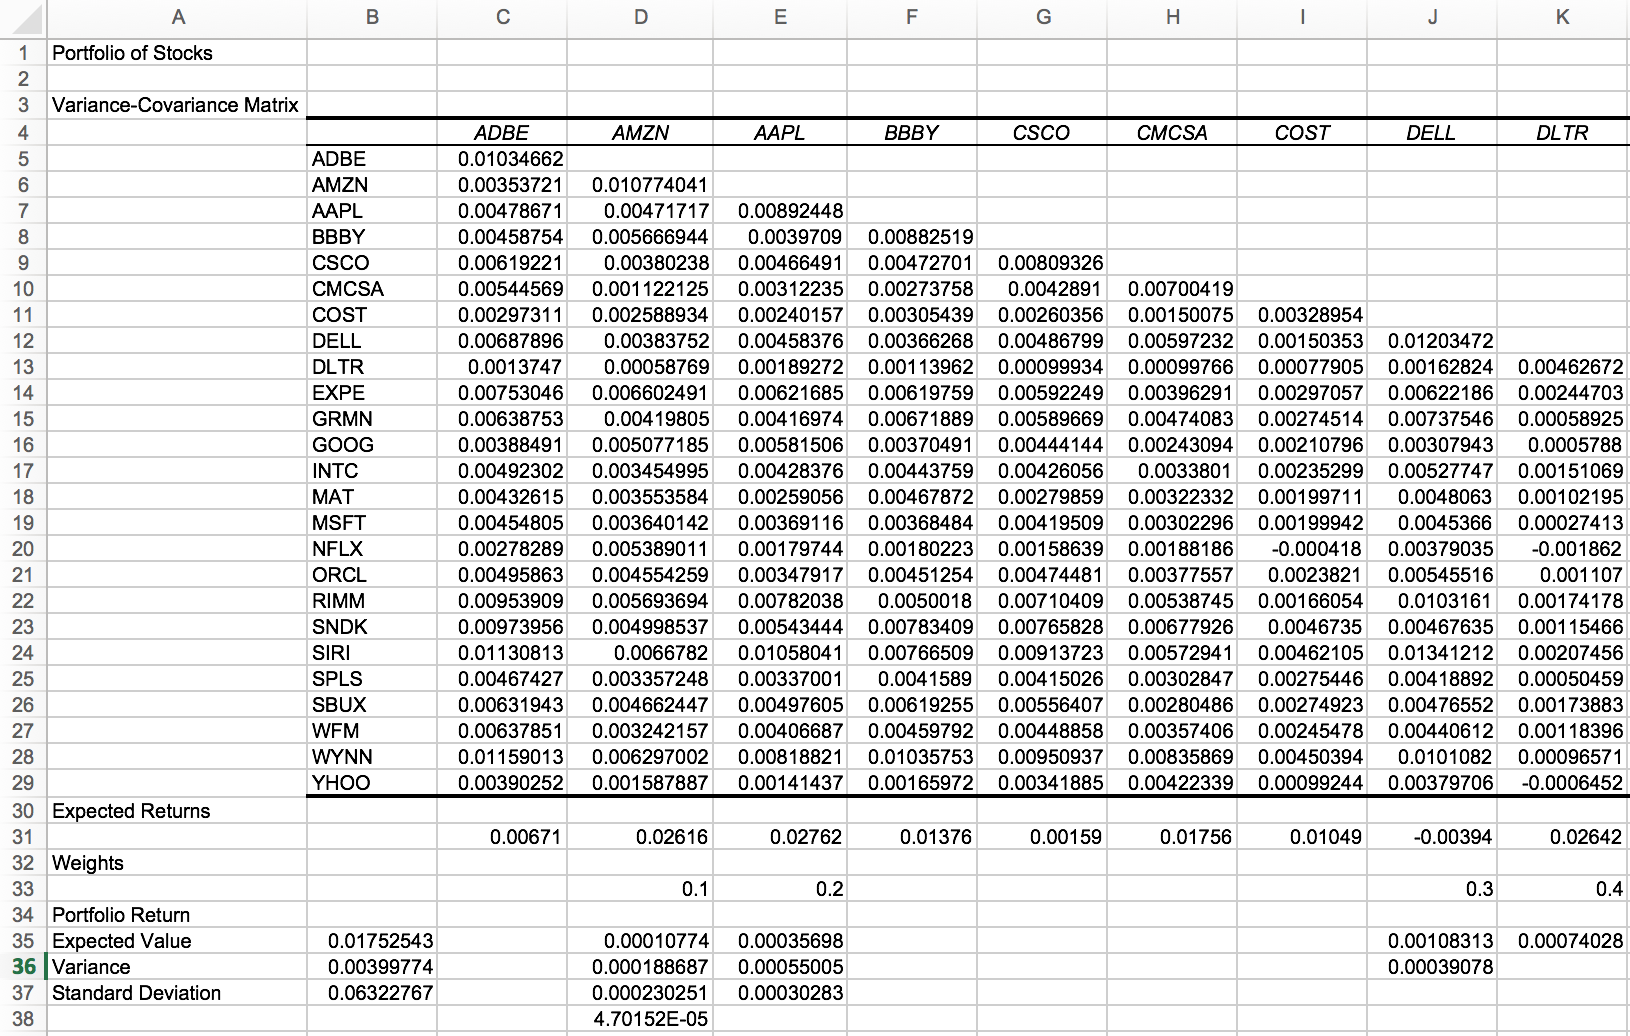 A B C D E F G H I J K
1 Portfolio of Stocks
2
3 Variance-Covariance Matrix
4 ADBE AMZN AAPL BBBY CSCO CMCSA COST DELL DLTR
5 ADBE 0.01034662
6 AMZN 0.00353721 0.010774041
7 AAPL 0.00478671 0.00471717 0.00892448
8 BBBY 0.00458754 0.005666944 0.0039709 0.00882519
9 CSCO 0.00619221 0.00380238 0.00466491 0.00472701 0.00809326
10 CMCSA 0.00544569 0.001122125 0.00312235 0.00273758 0.0042891 0.00700419
11 COST 0.00297311 0.002588934 0.00240157 0.00305439 0.00260356 0.00150075 0.00328954
12 DELL 0.00687896 0.00383752 0.00458376 0.00366268 0.00486799 0.00597232 0.00150353 0.01203472
13 DLTR 0.0013747 0.00058769 0.00189272 0.00113962 0.00099934 0.00099766 0.00077905 0.00162824 0.00462672
14 EXPE 0.00753046 0.006602491 0.00621685 0.00619759 0.00592249 0.00396291 0.00297057 0.00622186 0.00244703
15 GRMN 0.00638753 0.00419805 0.00416974 0.00671889 0.00589669 0.00474083 0.00274514 0.00737546 0.00058925
16 GOOG 0.00388491 0.005077185 0.00581506 0.00370491 0.00444144 0.00243094 0.00210796 0.00307943 0.0005788
17 INTC 0.00492302 0.003454995 0.00428376 0.00443759 0.00426056 0.0033801 0.00235299 0.00527747 0.00151069
18 MAT 0.00432615 0.003553584 0.00259056 0.00467872 0.00279859 0.00322332 0.00199711 0.0048063 0.00102195
19 MSFT 0.00454805 0.003640142 0.00369116 0.00368484 0.00419509 0.00302296 0.00199942 0.0045366 0.00027413
20 NFLX 0.00278289 0.005389011 0.00179744 0.00180223 0.00158639 0.00188186 -0.000418 0.00379035 -0.001862
21 ORCL 0.00495863 0.004554259 0.00347917 0.00451254 0.00474481 0.00377557 0.0023821 0.00545516 0.001107
22 RIMM 0.00953909 0.005693694 0.00782038 0.0050018 0.00710409 0.00538745 0.00166054 0.0103161 0.00174178
23 SNDK 0.00973956 0.004998537 0.00543444 0.00783409 0.00765828 0.00677926 0.0046735 0.00467635 0.00115466
24 SIRI 0.01130813 0.0066782 0.01058041 0.00766509 0.00913723 0.00572941 0.00462105 0.01341212 0.00207456
25 SPLS 0.00467427 0.003357248 0.00337001 0.0041589 0.00415026 0.00302847 0.00275446 0.00418892 0.00050459
26 SBUX 0.00631943 0.004662447 0.00497605 0.00619255 0.00556407 0.00280486 0.00274923 0.00476552 0.00173883
27 WFM 0.00637851 0.003242157 0.00406687 0.00459792 0.00448858 0.00357406 0.00245478 0.00440612 0.00118396
28 WYNN 0.01159013 0.006297002 0.00818821 0.01035753 0.00950937 0.00835869 0.00450394 0.0101082 0.00096571
29 YHOO 0.00390252 0.001587887 0.00141437 0.00165972 0.00341885 0.00422339 0.00099244 0.00379706 -0.0006452
30 Expected Returns
31 0.00671 0.02616 0.02762 0.01376 0.00159 0.01756 0.01049 -0.00394 0.02642
32 Weights
33 0.1 0.2 0.3 0.4
34 Portfolio Return
35 Expected Value 0.01752543 0.00010774 0.00035698 0.00108313 0.00074028
36 Variance 0.00399774 0.000188687 0.00055005 0.00039078
37 Standard Deviation 0.06322767 0.000230251 0.00030283
38 4.70152E-05